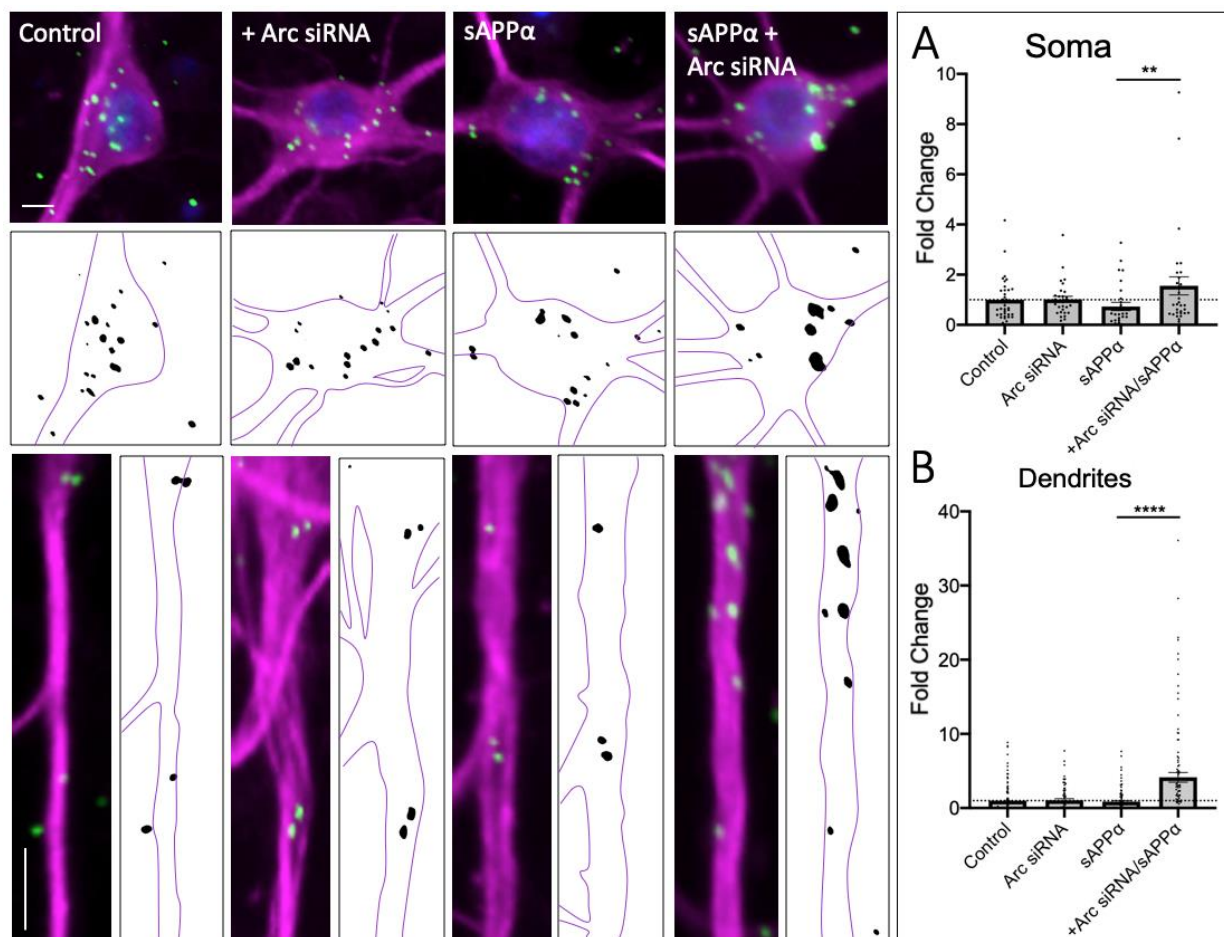 Control
+ Arc siRNA
sAPPα
sAPPα +
Arc siRNA
A
Soma
**
10
8
6
4
2
0
Fold Change
Control
Arc siRNA
sAPPα
+Arc siRNA/sAPPα
B
Dendrites
****
40
30
20
10
0
Fold Change
Control
Arc siRNA
sAPPα
+Arc siRNA/sAPPα